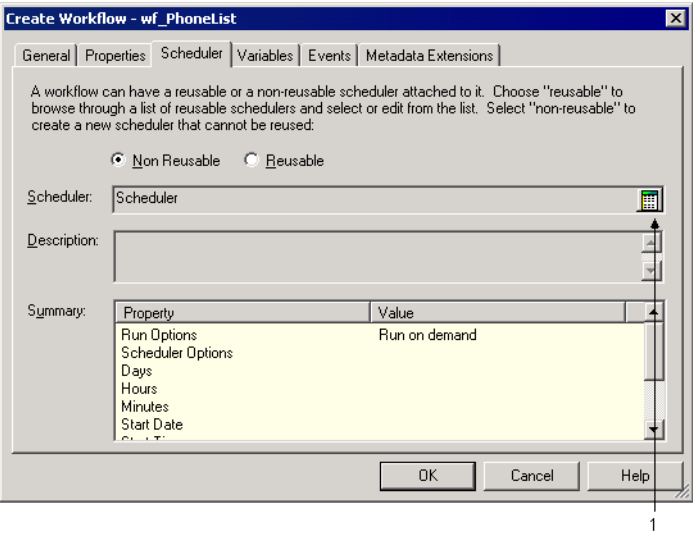 Create Workflow - wf_PhoneList
General Properties Scheduler Variables Events Metadata Extensions
A workflow can have a reusable or a non-reusable scheduler attached to it. Choose "reusable" to
browse through a list of reusable schedulers and select or edit from the list. Select "non-reusable" to
create a new scheduler that cannot be reused:
Non Reusable Reusable
Scheduler: Scheduler
Description:
Summary: Property Value
Run Options Run on demand
Scheduler Options
Days
Hours
Minutes
Start Date
OK Cancel Help
1